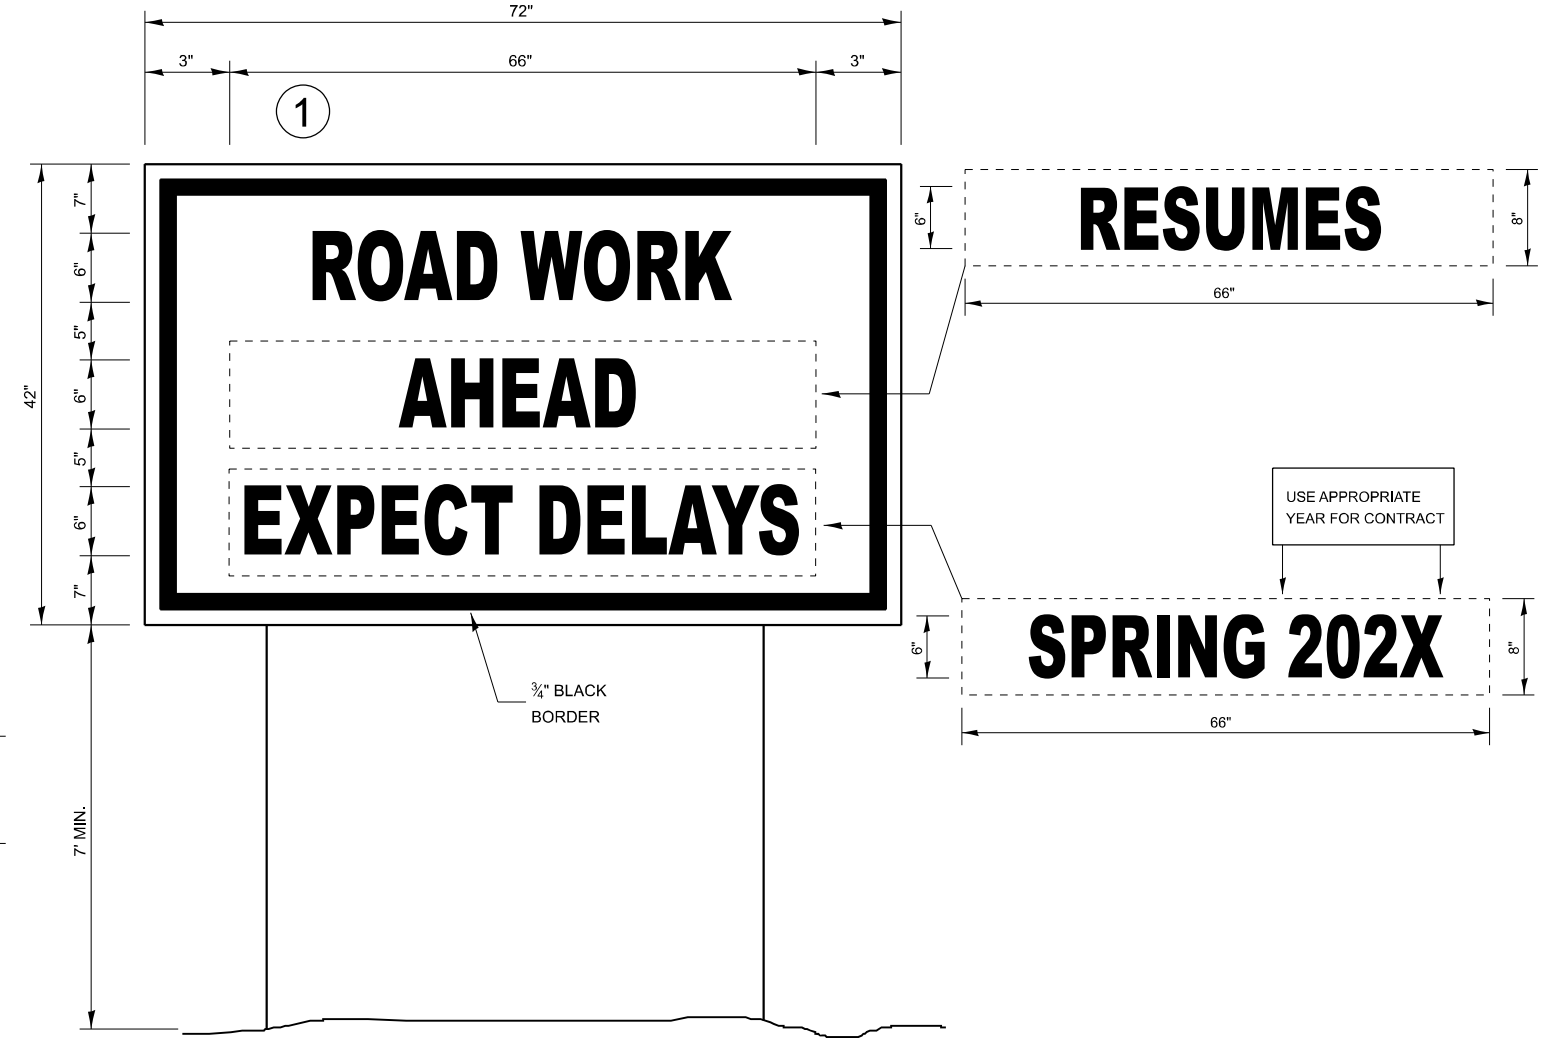 72"
3" 66" 3"
1
7"
6"
5"
6"
5"
6"
7"
42"
7' MIN.
ROAD WORK
AHEAD
EXPECT DELAYS
¾" BLACK
BORDER
6"
RESUMES
8"
66"
USE APPROPRIATE
YEAR FOR CONTRACT
6"
SPRING 202X
8"
66"